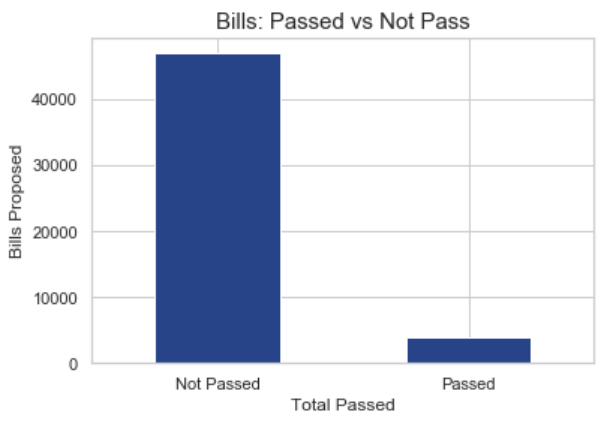 Bills: Passed vs Not Pass
40000
30000
20000
10000
0
Bills Proposed
Not Passed Passed
Total Passed